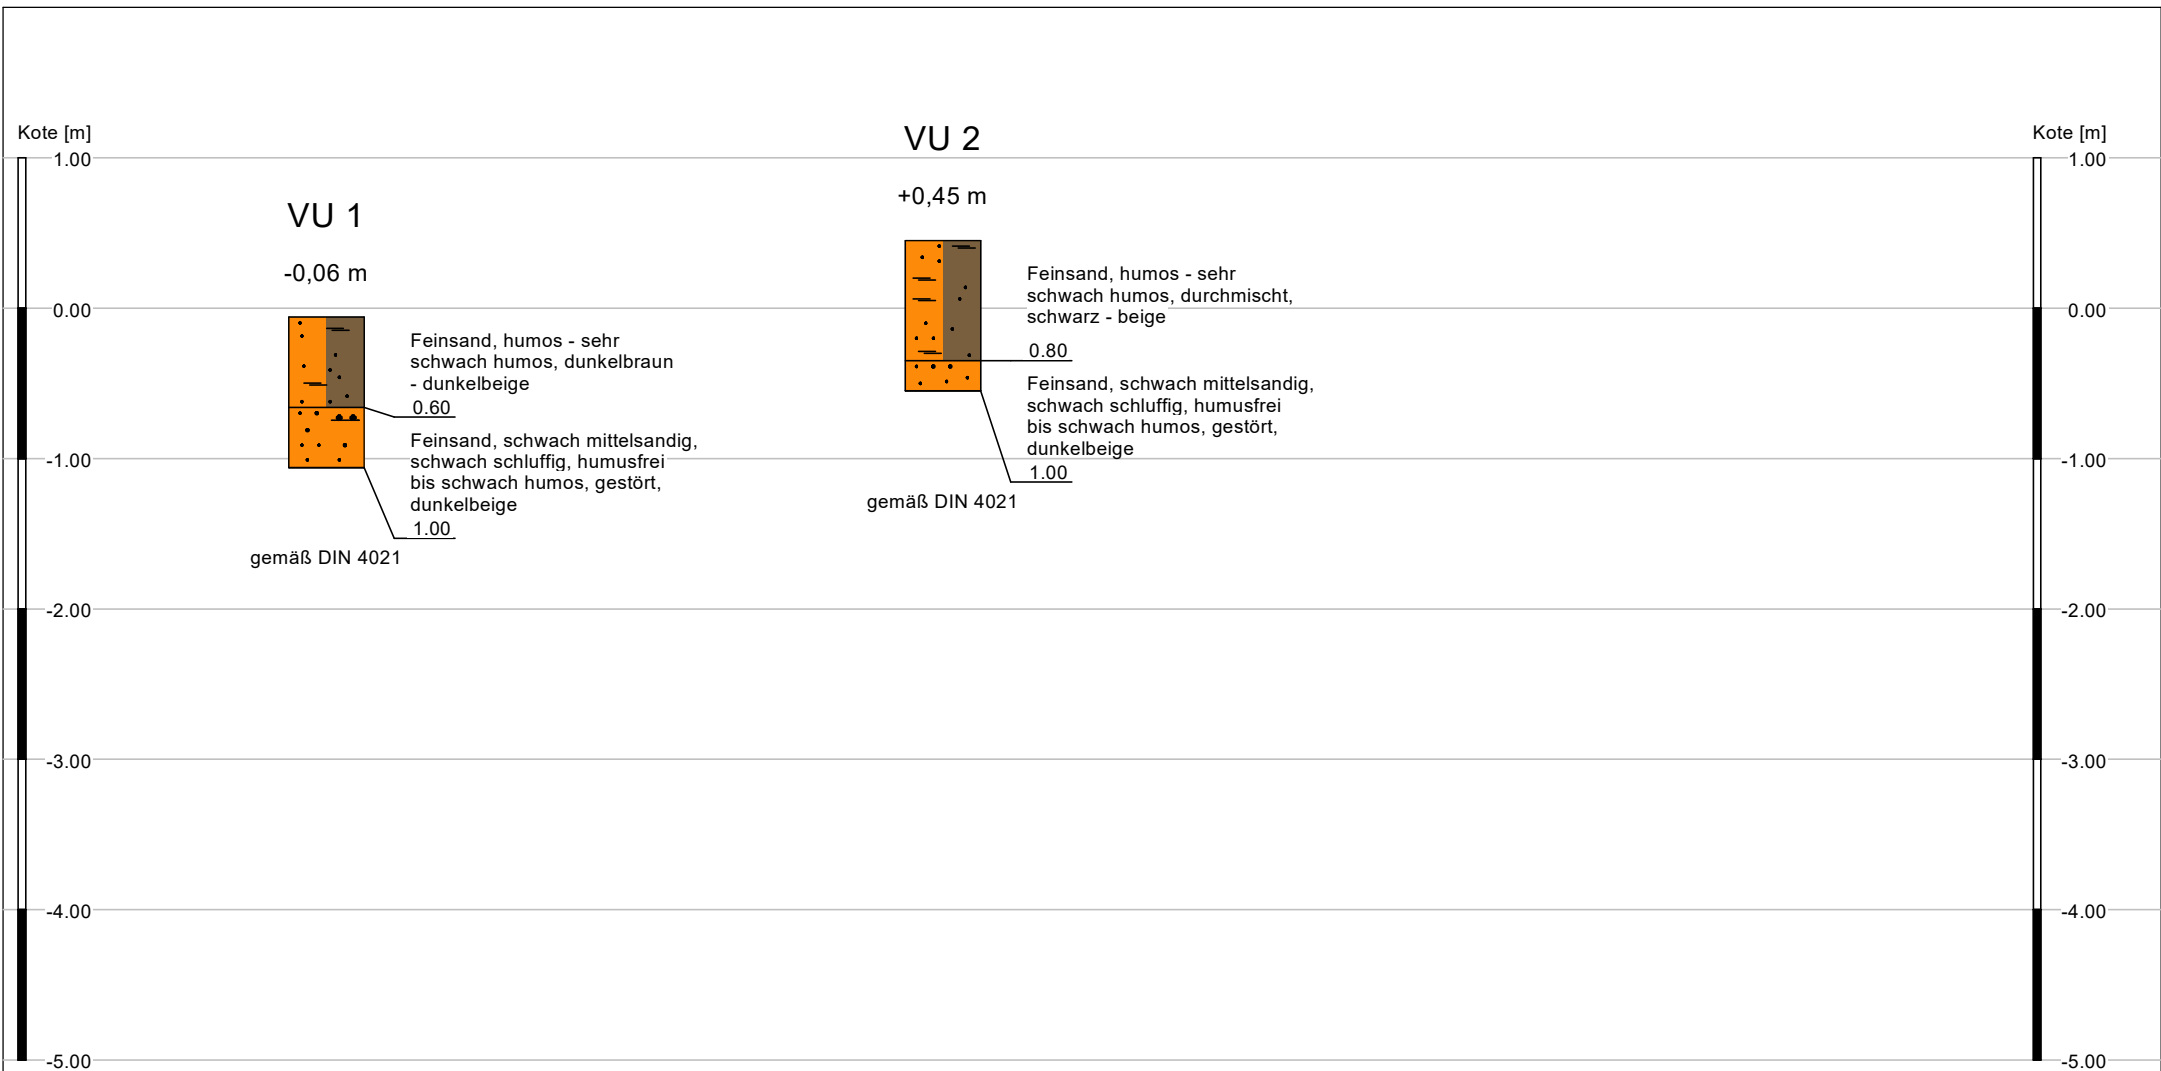 Kote [m]
1.00
0.00
-1.00
-2.00
-3.00
-4.00
-5.00
VU 1
-0,06 m
Feinsand, humos - sehr
schwach humos, dunkelbraun
- dunkelbeige
0.60
Feinsand, schwach mittelsandig,
schwach schluffig, humusfrei
bis schwach humos, gestört,
dunkelbeige
1.00
gemäß DIN 4021
VU 2
+0,45 m
Feinsand, humos - sehr
schwach humos, durchmischt,
schwarz - beige
0.80
Feinsand, schwach mittelsandig,
schwach schluffig, humusfrei
bis schwach humos, gestört,
dunkelbeige
1.00
gemäß DIN 4021
Kote [m]
1.00
0.00
-1.00
-2.00
-3.00
-4.00
-5.00